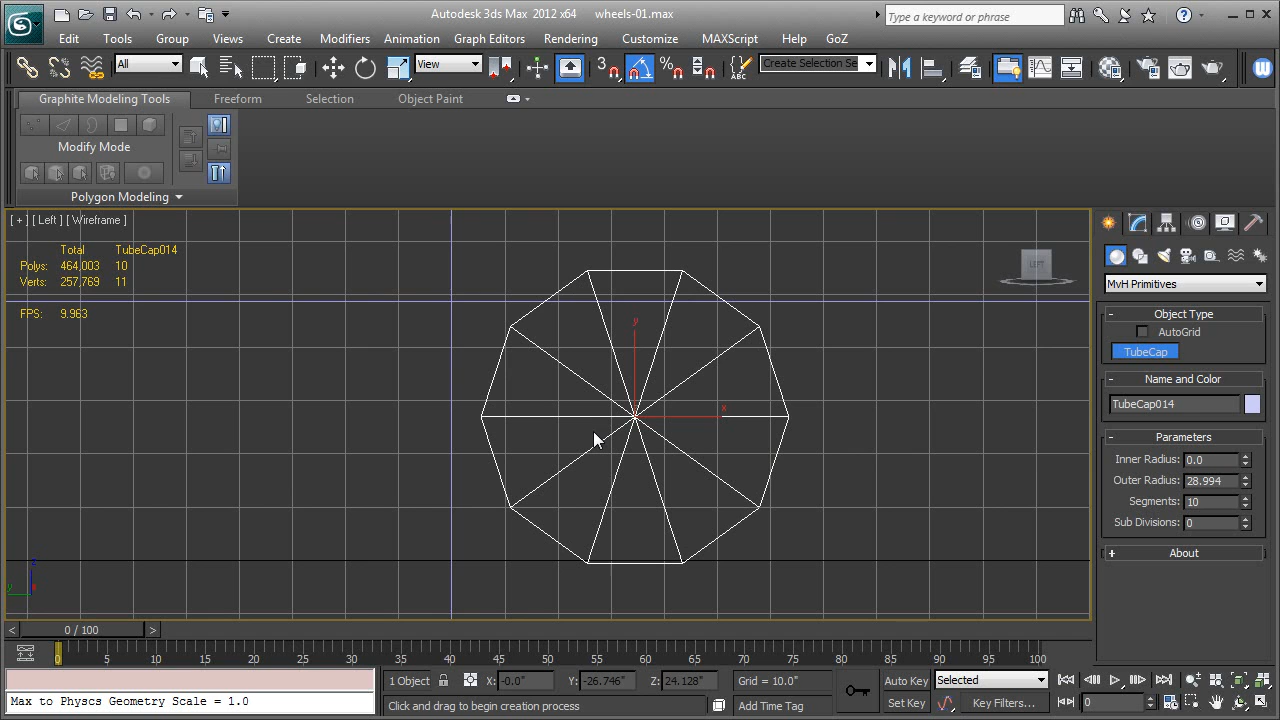 Autodesk 3ds Max 2012 x64 wheels-01.max
Type a keyword or phrase
Edit Tools Group Views Create Modifiers Animation Graph Editors Rendering Customize MAXScript Help GoZ
All View 3 % ABC Create Selection Se
Graphite Modeling Tools Freeform Selection Object Paint
Modify Mode
Polygon Modeling
[ + ] [ Left ] [ Wireframe ]
Total TubeCap014
Polys: 464,003 10
Verts: 257,769 11
FPS: 9.963
y
x
z
y
LEFT
MvH Primitives
- Object Type
AutoGrid
TubeCap
- Name and Color
TubeCap014
- Parameters
Inner Radius: 0.0
Outer Radius: 28.994
Segments: 10
Sub Divisions: 0
+ About
< 0 / 100 >
0 5 10 15 20 25 30 35 40 45 50 55 60 65 70 75 80 85 90 95 100
1 Object X: -0.0" Y: -26.746" Z: 24.128" Grid = 10.0" Auto Key Selected
Max to Physcs Geometry Scale = 1.0 Click and drag to begin creation process Add Time Tag Set Key Key Filters... 0